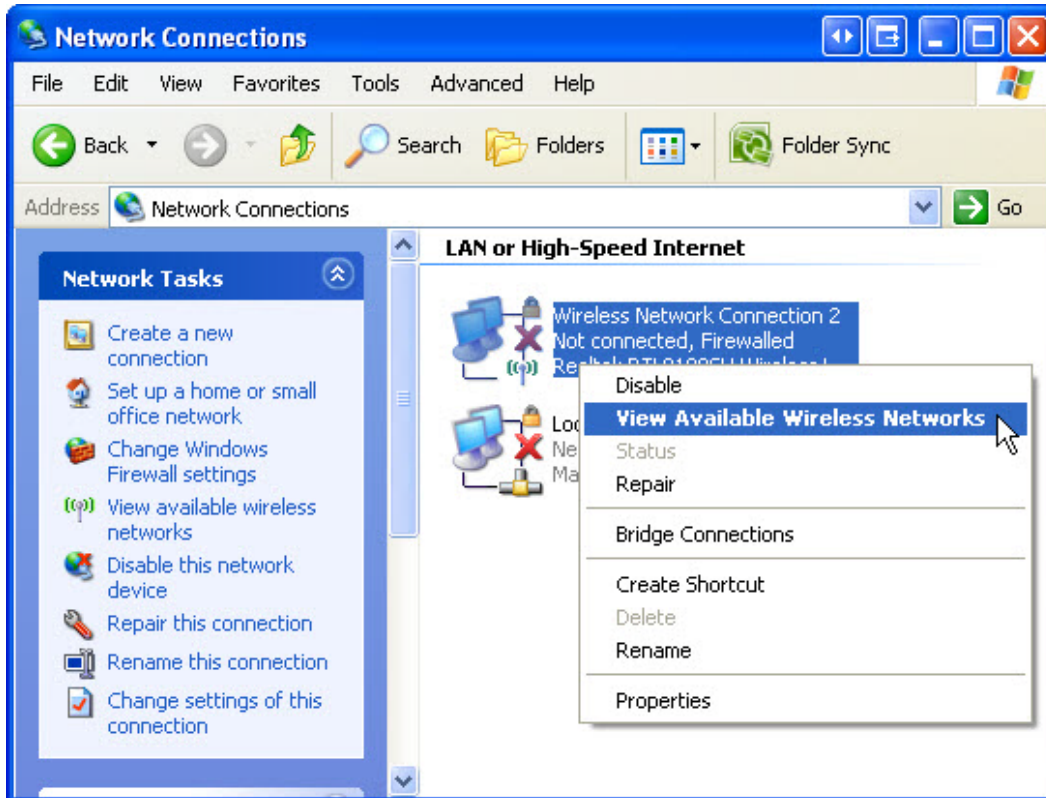 Network Connections
File Edit View Favorites Tools Advanced Help
Back Search Folders Folder Sync
Address Network Connections Go
Network Tasks
Create a new
connection
Set up a home or small
office network
Change Windows
Firewall settings
View available wireless
networks
Disable this network
device
Repair this connection
Rename this connection
Change settings of this
connection
LAN or High-Speed Internet
Wireless Network Connection 2
Not connected, Firewalled
Disable
View Available Wireless Networks
Status
Repair
Bridge Connections
Create Shortcut
Delete
Rename
Properties